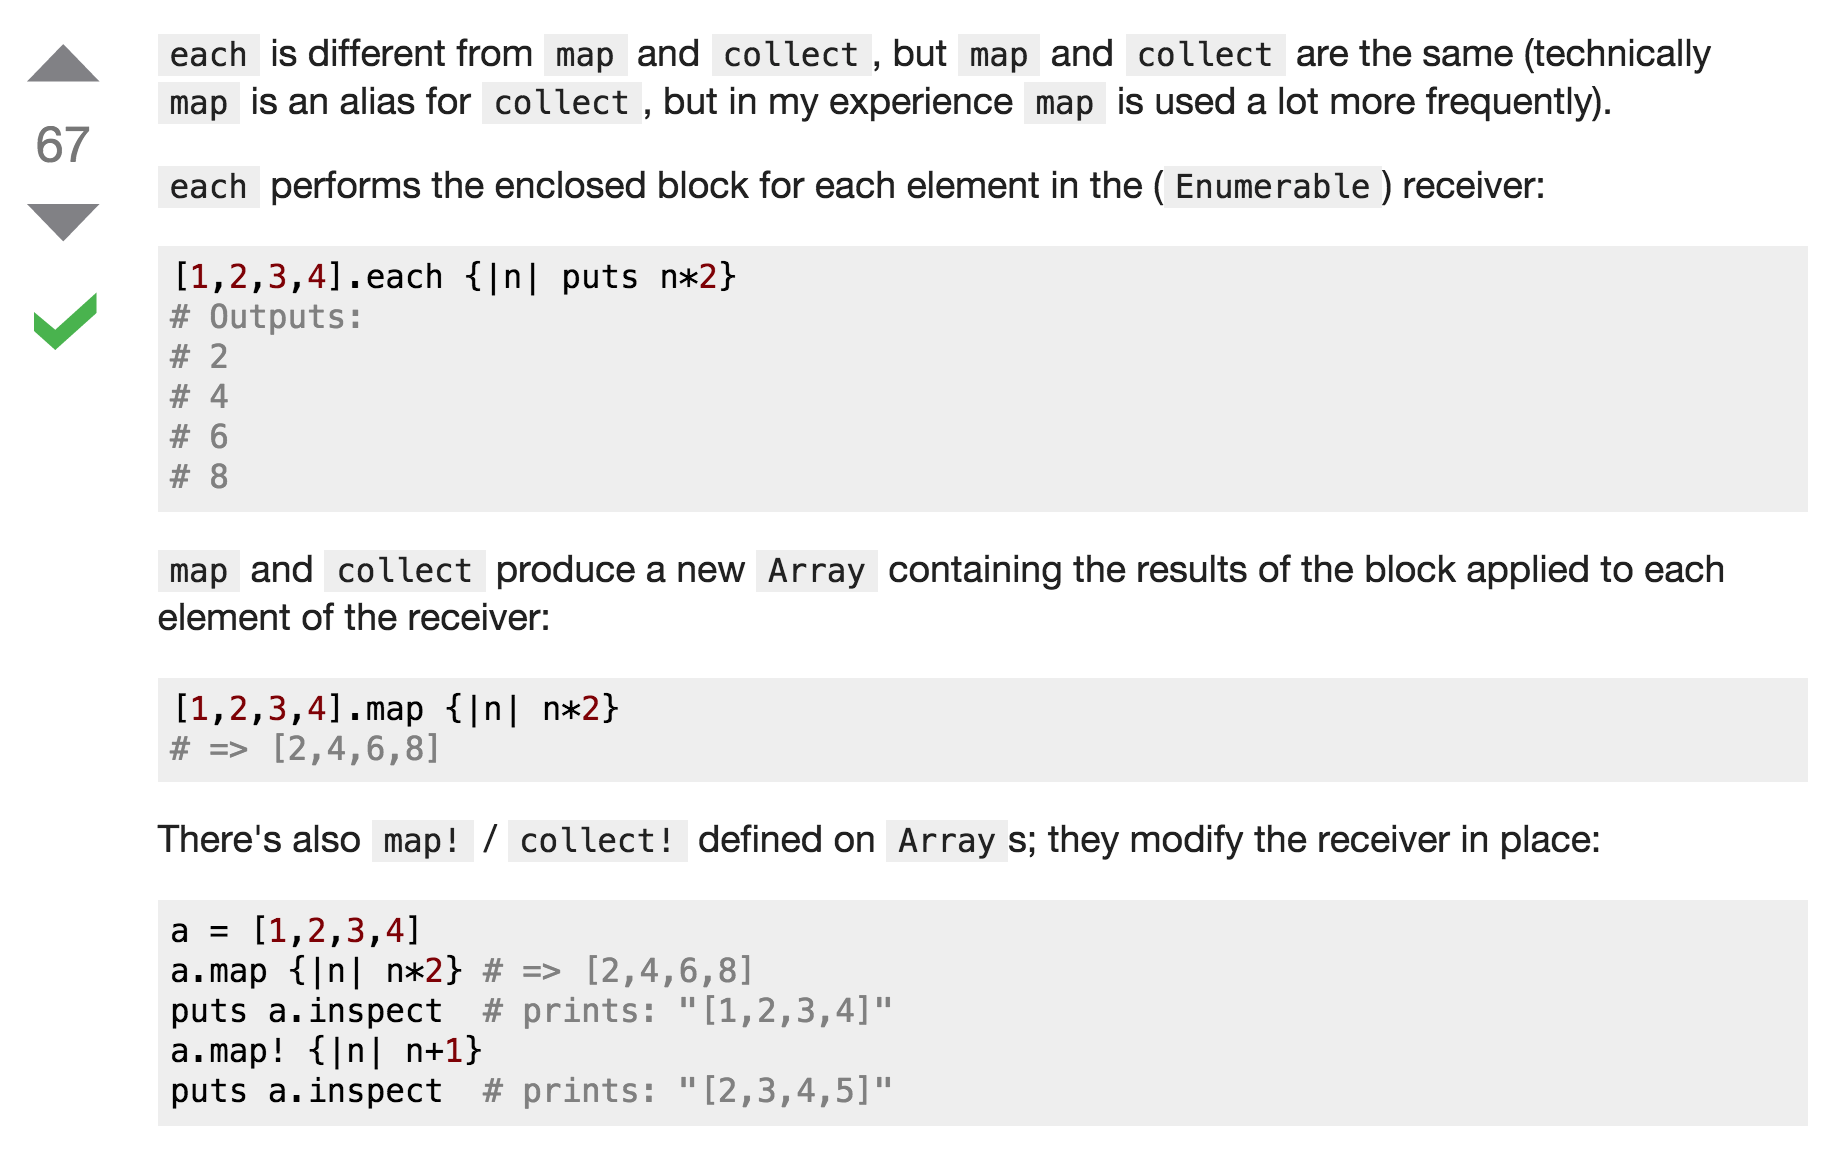 each is different from map and collect, but map and collect are the same (technically
map is an alias for collect, but in my experience map is used a lot more frequently).
67
each performs the enclosed block for each element in the (Enumerable) receiver:
[1,2,3,4].each {|n| puts n*2}
# Outputs:
# 2
# 4
# 6
# 8
map and collect produce a new Array containing the results of the block applied to each
element of the receiver:
[1,2,3,4].map {|n| n*2}
# => [2,4,6,8]
There's also map! / collect! defined on Arrays; they modify the receiver in place:
a = [1,2,3,4]
a.map {|n| n*2} # => [2,4,6,8]
puts a.inspect  # prints: "[1,2,3,4]"
a.map! {|n| n+1}
puts a.inspect  # prints: "[2,3,4,5]"